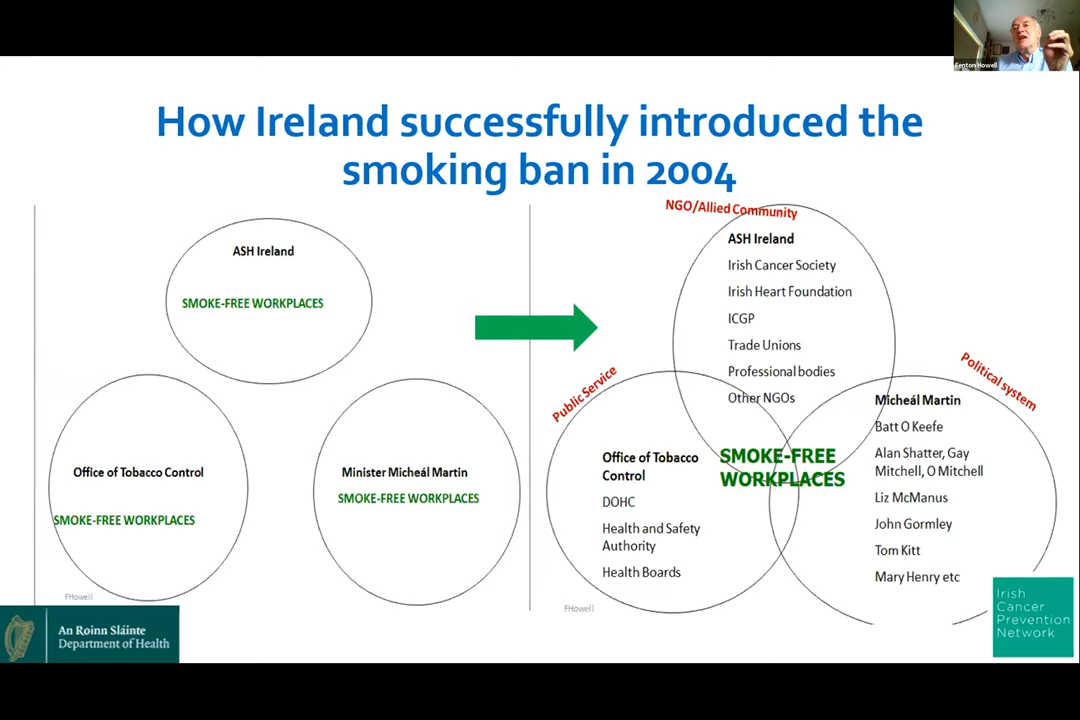 Fenton Howell
How Ireland successfully introduced the
smoking ban in 2004
ASH Ireland
SMOKE-FREE WORKPLACES
Office of Tobacco Control
SMOKE-FREE WORKPLACES
Minister Micheál Martin
SMOKE-FREE WORKPLACES
FHowell
NGO/Allied Community
ASH Ireland
Irish Cancer Society
Irish Heart Foundation
ICGP
Trade Unions
Professional bodies
Other NGOs
Public Service
Office of Tobacco
Control
DOHC
Health and Safety
Authority
Health Boards
SMOKE-FREE
WORKPLACES
Political system
Micheál Martin
Batt O Keefe
Alan Shatter, Gay
Mitchell, O Mitchell
Liz McManus
John Gormley
Tom Kitt
Mary Henry etc
FHowell
An Roinn Sláinte
Department of Health
Irish
Cancer
Prevention
Network